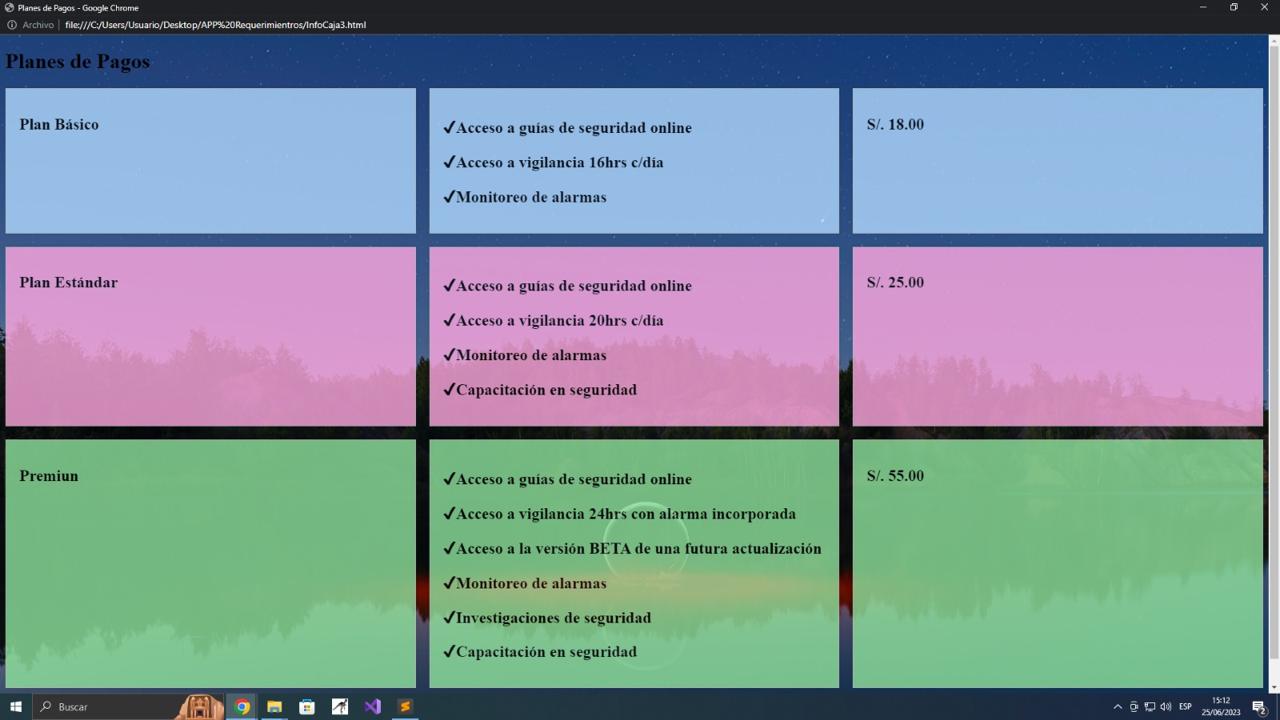 Planes de Pagos - Google Chrome
Archivo | file:///C:/Users/Usuario/Desktop/APP%20Requerimientros/InfoCaja3.html
Planes de Pagos
Plan Básico
✓Acceso a guías de seguridad online
✓Acceso a vigilancia 16hrs c/día
✓Monitoreo de alarmas
S/. 18.00
Plan Estándar
✓Acceso a guías de seguridad online
✓Acceso a vigilancia 20hrs c/día
✓Monitoreo de alarmas
✓Capacitación en seguridad
S/. 25.00
Premiun
✓Acceso a guías de seguridad online
✓Acceso a vigilancia 24hrs con alarma incorporada
✓Acceso a la versión BETA de una futura actualización
✓Monitoreo de alarmas
✓Investigaciones de seguridad
✓Capacitación en seguridad
S/. 55.00
Buscar
ESP
15:12
25/06/2023
2